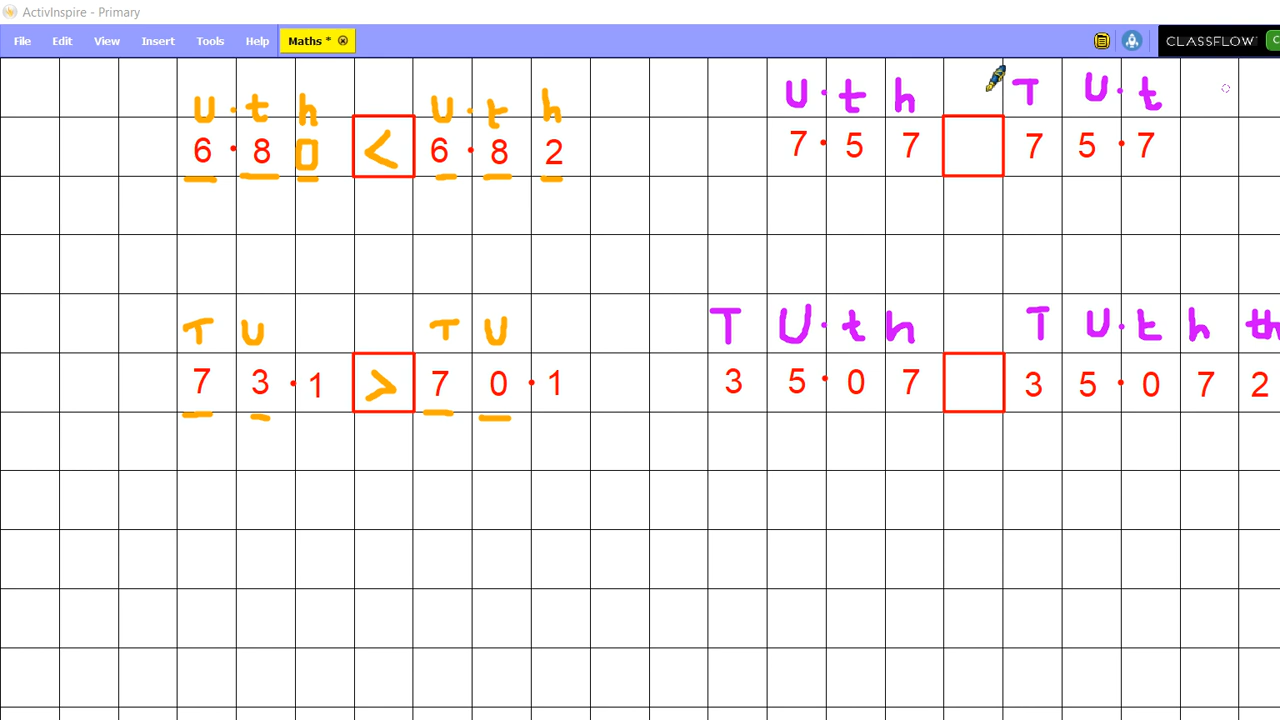 ActivInspire - Primary
File Edit View Insert Tools Help Maths * CLASSFLOW
U · t h U · t h U · t h T U · t
6 · 8 0 < 6 · 8 2 7 · 5 7 7 5 · 7
T U T U T U · t h T U · t h th
7 3 · 1 > 7 0 · 1 3 5 · 0 7 3 5 · 0 7 2